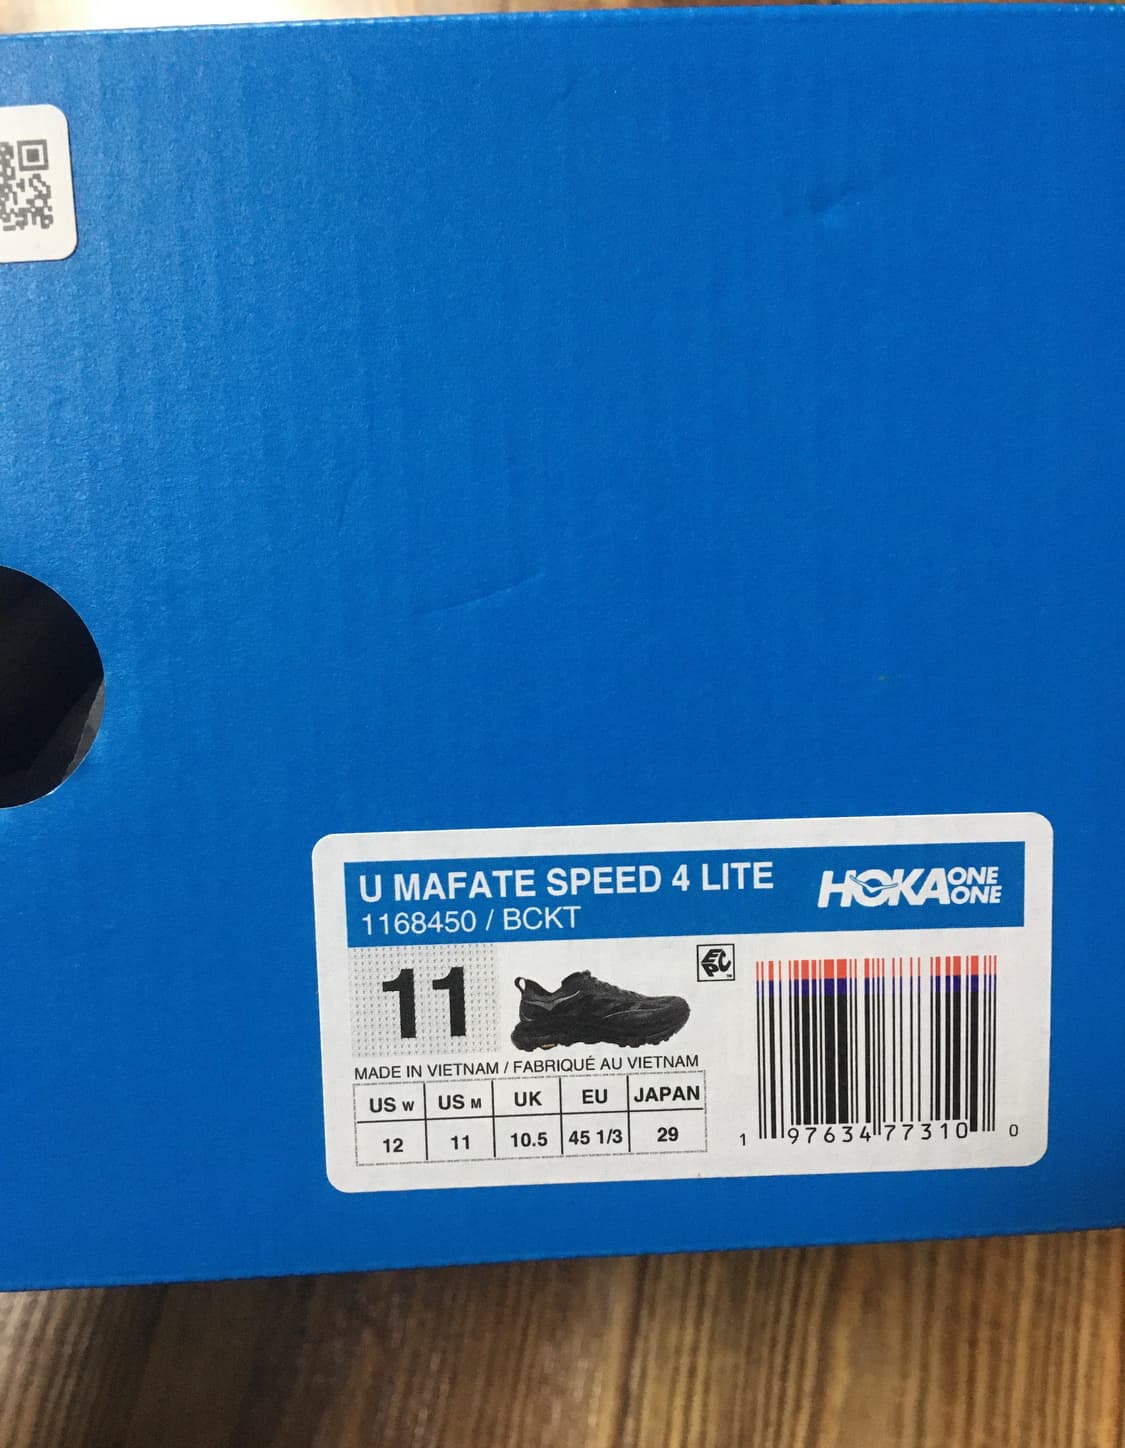 U MAFATE SPEED 4 LITE
1168450 / BCKT
HOKA ONE ONE
11
EPC
MADE IN VIETNAM / FABRIQUÉ AU VIETNAM
US W US M UK EU JAPAN
12 11 10.5 45 1/3 29
1 97634 77310 0